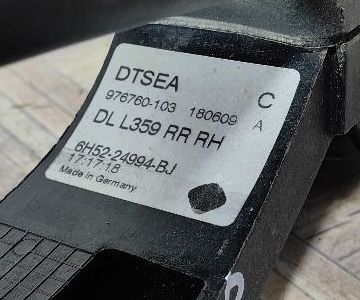 DTSEA C
976760-103 180609 A
DL L359 RR RH
6H52-24994-BJ
17:17:18
Made in Germany